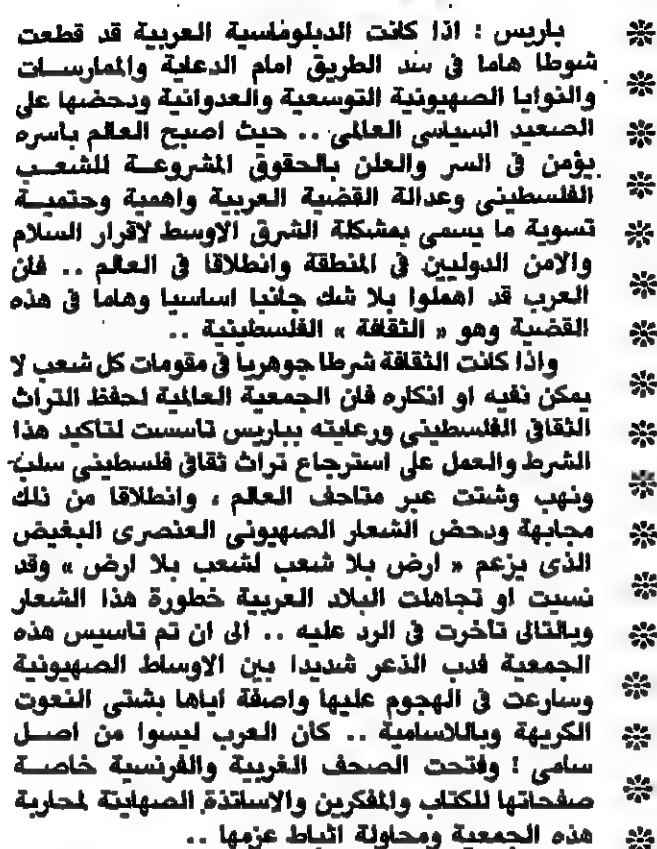 باريس : اذا كانت الدبلوماسية العربية قد قطعت
شوطا هاما فى سد الطريق امام الدعاية والممارسات
والنوايا الصهيونية التوسعية والعدوانية ودحضها على
الصعيد السياسى العالمى .. حيث اصبح العالم باسره
يؤمن فى السر والعلن بالحقوق المشروعة للشعب
الفلسطينى وعدالة القضية العربية واهمية وحتمية
تسوية ما يسمى بمشكلة الشرق الاوسط لاقرار السلام
والامن الدوليين فى المنطقة وانطلاقا فى العالم .. فان
العرب قد اهملوا بلا شك جانبا اساسيا وهاما فى هذه
القضية وهو « الثقافة » الفلسطينية ..
واذا كانت الثقافة شرطا جوهريا فى مقومات كل شعب لا
يمكن نفيه او انكاره فان الجمعية العالمية لحفظ التراث
الثقافى الفلسطينى ورعايته بباريس تاسست لتاكيد هذا
الشرط والعمل على استرجاع تراث ثقافى فلسطينى سلب
ونهب وشتت عبر متاحف العالم ، وانطلاقا من ذلك
مجابهة ودحض الشعار الصهيونى العنصرى البغيض
الذى يزعم « ارض بلا شعب لشعب بلا ارض » وقد
نسيت او تجاهلت البلاد العربية خطورة هذا الشعار
وبالتالى تاخرت فى الرد عليه .. الى ان تم تاسيس هذه
الجمعية فدب الذعر شديدا بين الاوساط الصهيونية
وسارعت فى الهجوم عليها واصفة اياها بشتى النعوت
الكريهة وباللاسامية .. كأن العرب ليسوا من اصل
سامى ! وفتحت الصحف الغربية والفرنسية خاصة
صفحاتها للكتاب والمفكرين والاساتذة الصهاينة لمحاربة
هذه الجمعية ومحاولة اثباط عزمها ..